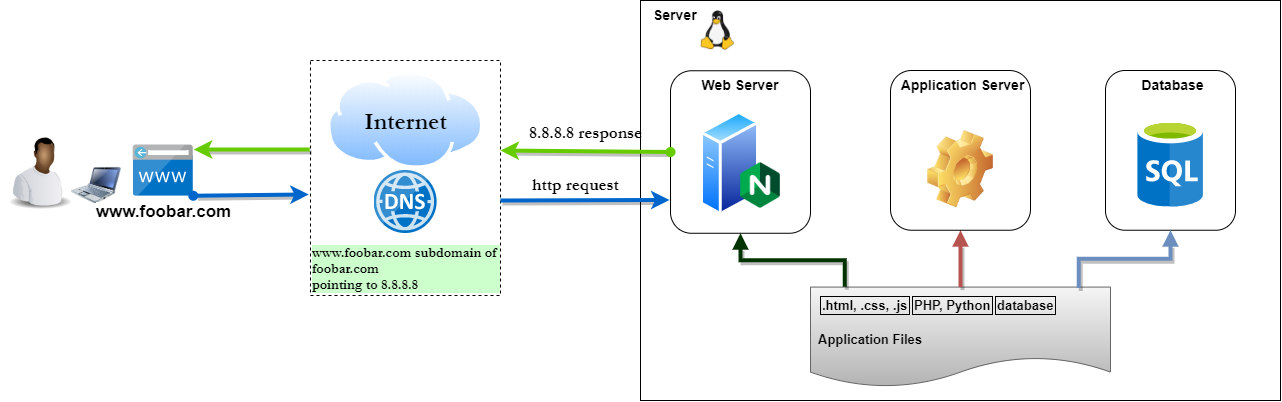 Server
Web Server
Application Server
Database
Internet
8.8.8.8 response
WWW
http request
DNS
N
SQL
www.foobar.com
www.foobar.com subdomain of
foobar.com
pointing to 8.8.8.8
.html, .css, .js PHP, Python database
Application Files